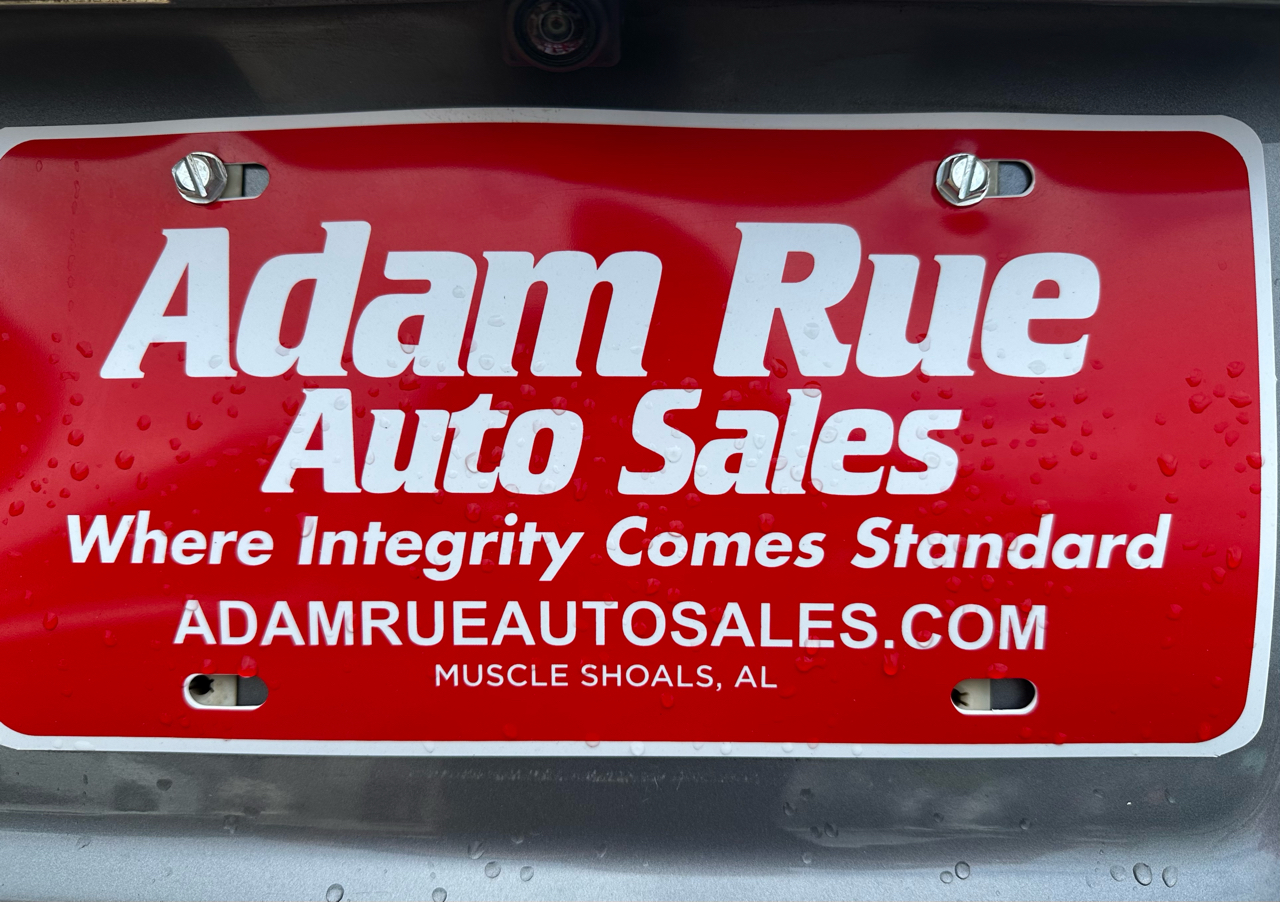 Adam Rue
Auto Sales
Where Integrity Comes Standard
ADAMRUEAUTOSALES.COM
MUSCLE SHOALS, AL